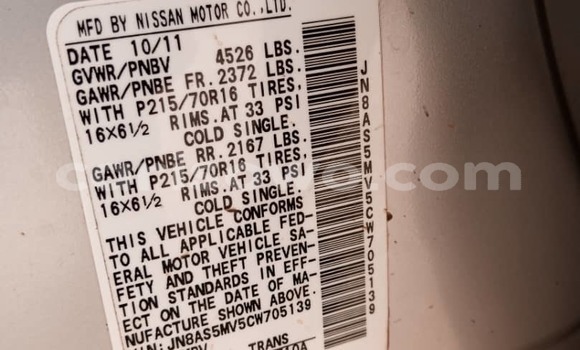 MFD BY NISSAN MOTOR CO.,LTD.
DATE 10/11
GVWR/PNBV 4526 LBS.
GAWR/PNBE FR. 2372 LBS.
WITH P215/70R16 TIRES,
16X6½ RIMS.AT 33 PSI
COLD SINGLE.
GAWR/PNBE RR. 2167 LBS.
WITH P215/70R16 TIRES,
16X6½ RIMS.AT 33 PSI
COLD SINGLE.
THIS VEHICLE CONFORMS
TO ALL APPLICABLE FED-
ERAL MOTOR VEHICLE SA-
FETY AND THEFT PREVEN-
TION STANDARDS IN EFF-
ECT ON THE DATE OF MA-
NUFACTURE SHOWN ABOVE.
JN8AS5MV5CW705139
TRANS
JN8AS5MV5CW705139
.com